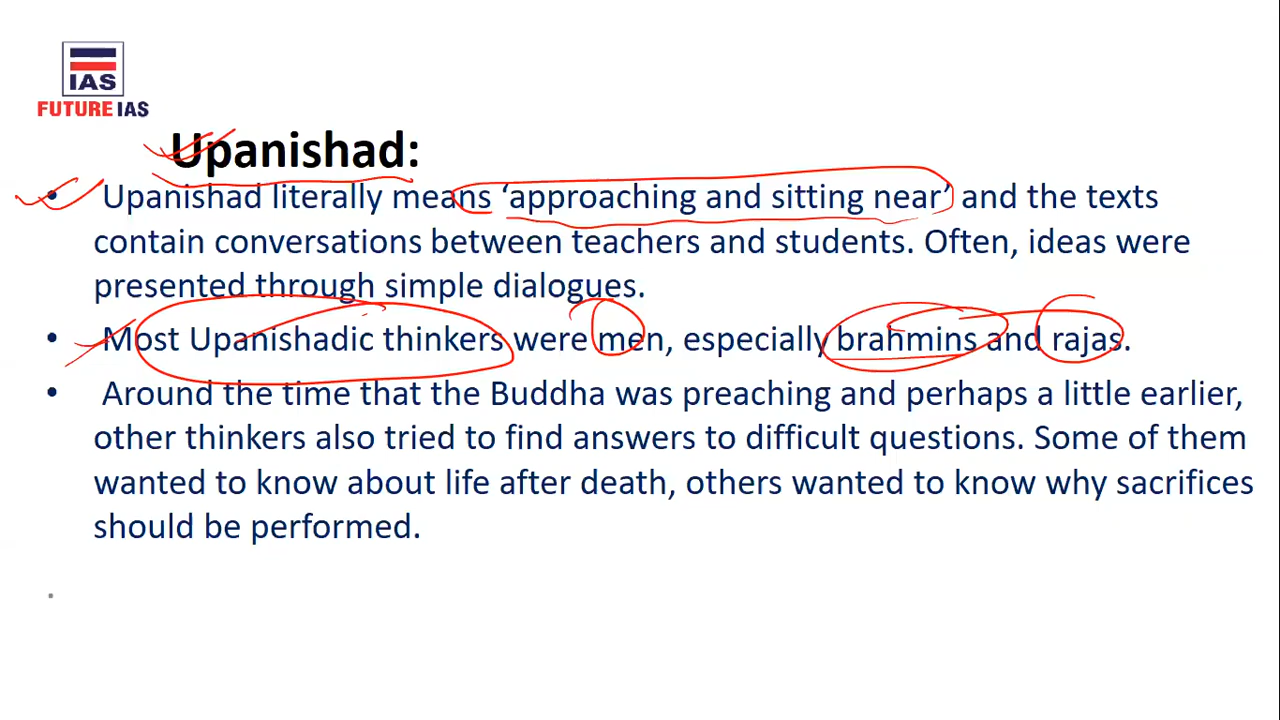 IAS
FUTURE IAS
Upanishad:
• Upanishad literally means ‘approaching and sitting near’ and the texts
contain conversations between teachers and students. Often, ideas were
presented through simple dialogues.
• Most Upanishadic thinkers were men, especially brahmins and rajas.
• Around the time that the Buddha was preaching and perhaps a little earlier,
other thinkers also tried to find answers to difficult questions. Some of them
wanted to know about life after death, others wanted to know why sacrifices
should be performed.